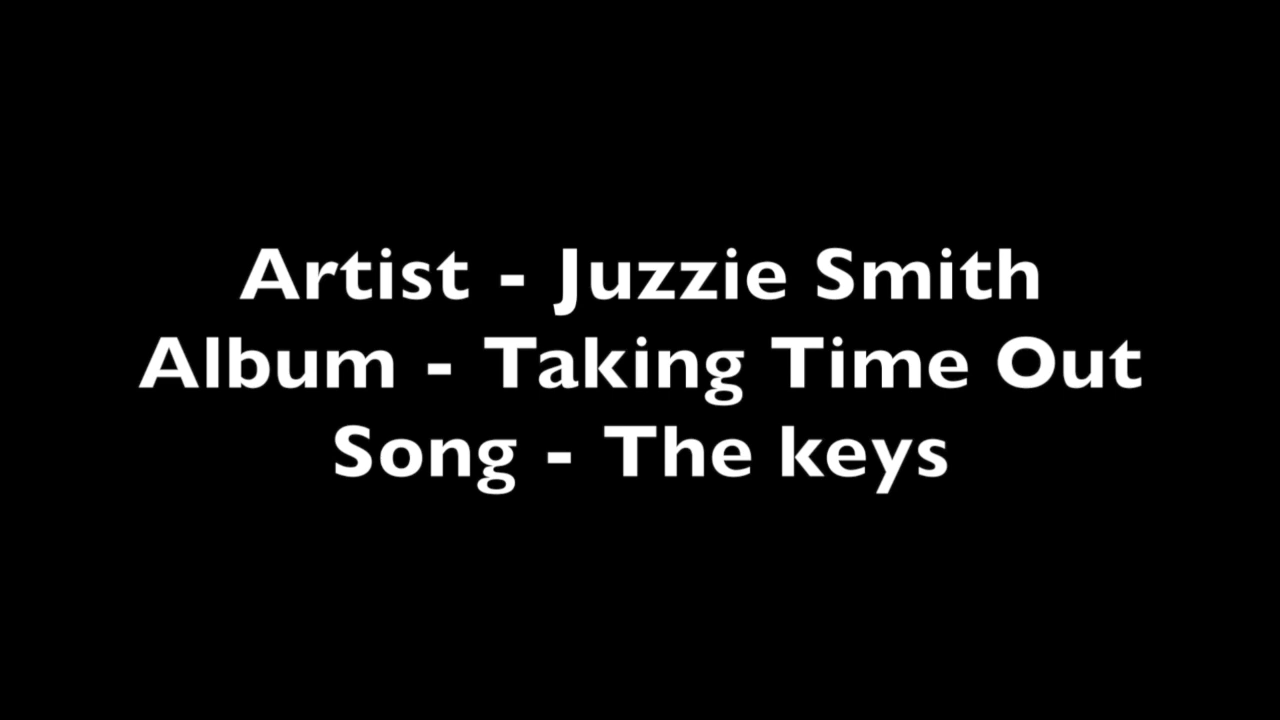 Artist - Juzzie Smith
Album - Taking Time Out
Song - The keys